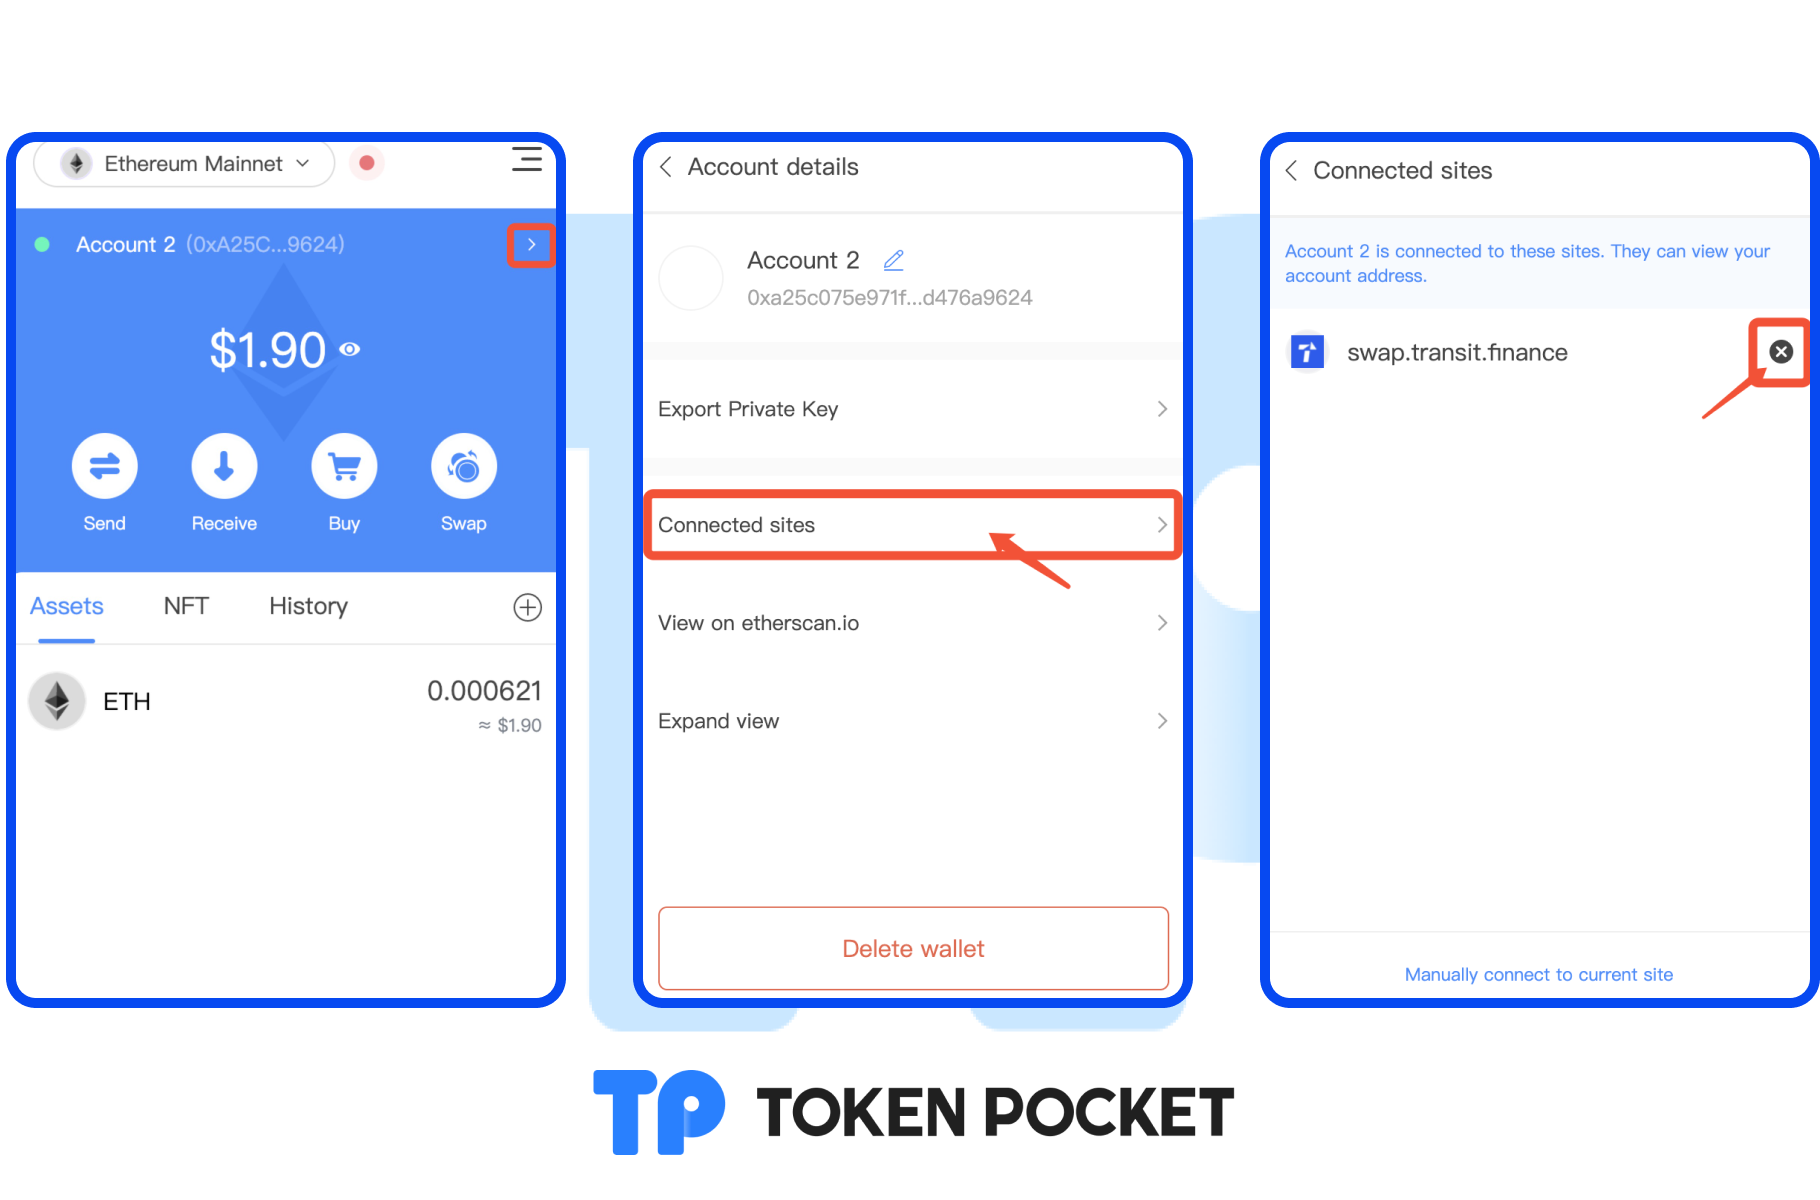 Ethereum Mainnet
Account 2 (0xA25C...9624)
$1.90
Send Receive Buy Swap
Assets NFT History
ETH 0.000621
≈ $1.90
Account details
Account 2
0xa25c075e971f...d476a9624
Export Private Key
Connected sites
View on etherscan.io
Expand view
Delete wallet
Connected sites
Account 2 is connected to these sites. They can view your
account address.
swap.transit.finance
Manually connect to current site
TP TOKEN POCKET